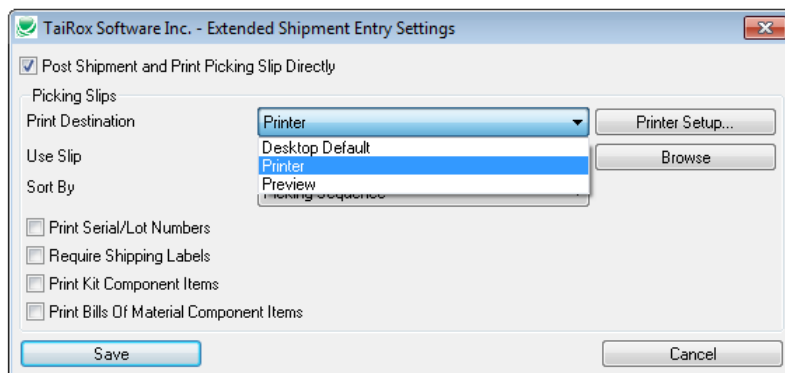 TaiRox Software Inc. - Extended Shipment Entry Settings
Post Shipment and Print Picking Slip Directly
Picking Slips
Print Destination Printer Printer Setup...
Desktop Default
Use Slip Printer Browse
Preview
Sort By Picking Sequence
Print Serial/Lot Numbers
Require Shipping Labels
Print Kit Component Items
Print Bills Of Material Component Items
Save Cancel